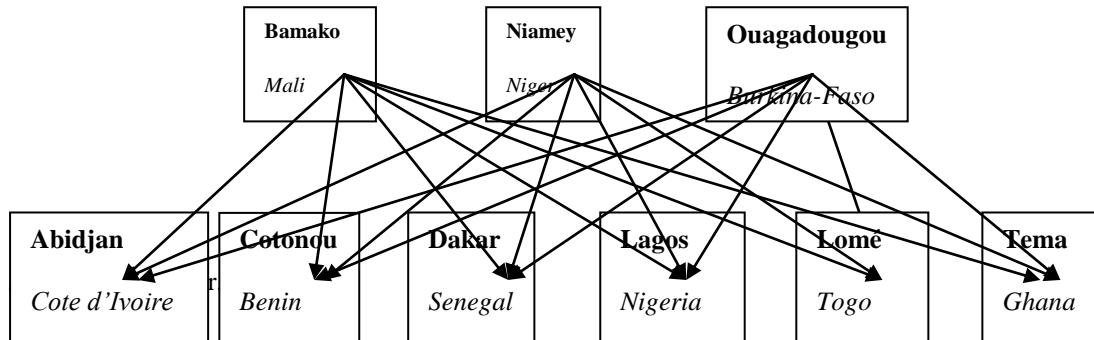 Bamako
Mali
Niamey
Niger
Ouagadougou
Burkina-Faso
Abidjan
Cote d’Ivoire
r
Cotonou
Benin
Dakar
Senegal
Lagos
Nigeria
Lomé
Togo
Tema
Ghana